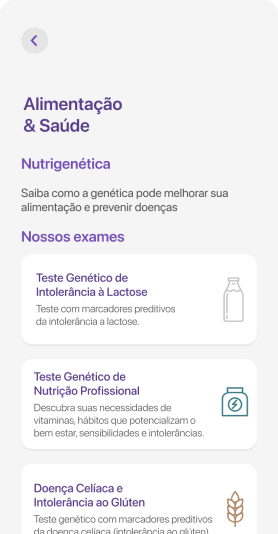 Alimentação
& Saúde
Nutrigenética
Saiba como a genética pode melhorar sua
alimentação e prevenir doenças
Nossos exames
Teste Genético de
Intolerância à Lactose
Teste com marcadores preditivos
da intolerância a lactose.
Teste Genético de
Nutrição Profissional
Descubra suas necessidades de
vitaminas, hábitos que potencializam o
bem estar, sensibilidades e intolerâncias.
Doença Celíaca e
Intolerância ao Glúten
Teste genético com marcadores preditivos
da doença celíaca (intolerância ao glúten)